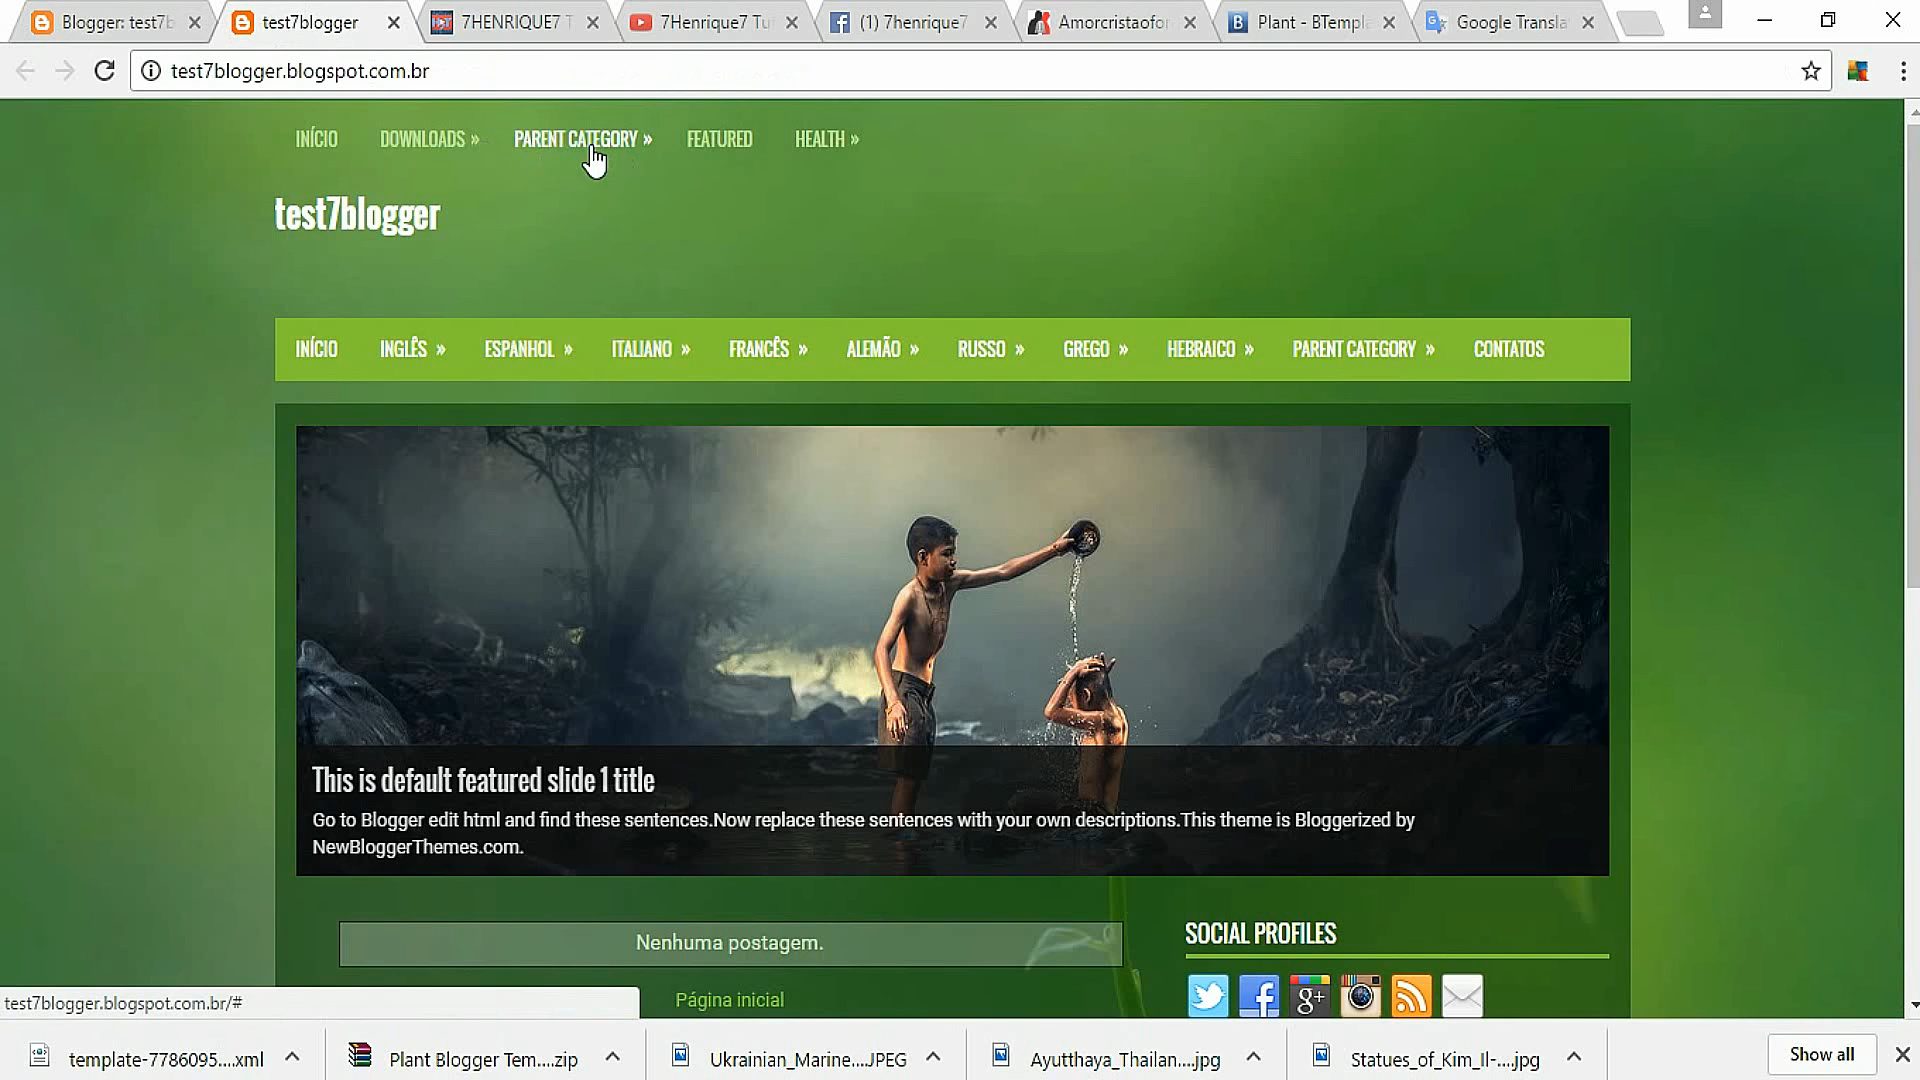 Blogger: test7b
test7blogger
7HENRIQUE7 T
7Henrique7 Tu
(1) 7henrique7
Amorcristaofor
Plant - BTempl
Google Transla
test7blogger.blogspot.com.br
INÍCIO
DOWNLOADS »
PARENT CATEGORY »
FEATURED
HEALTH »
test7blogger
INÍCIO
INGLÊS »
ESPANHOL »
ITALIANO »
FRANCÊS »
ALEMÃO »
RUSSO »
GREGO »
HEBRAICO »
PARENT CATEGORY »
CONTATOS
This is default featured slide 1 title
Go to Blogger edit html and find these sentences.Now replace these sentences with your own descriptions.This theme is Bloggerized by
NewBloggerThemes.com.
Nenhuma postagem.
SOCIAL PROFILES
Página inicial
g+
test7blogger.blogspot.com.br/#
template-7786095....xml
Plant Blogger Tem....zip
Ukrainian_Marine....JPEG
Ayutthaya_Thailan....jpg
Statues_of_Kim_Il-....jpg
Show all